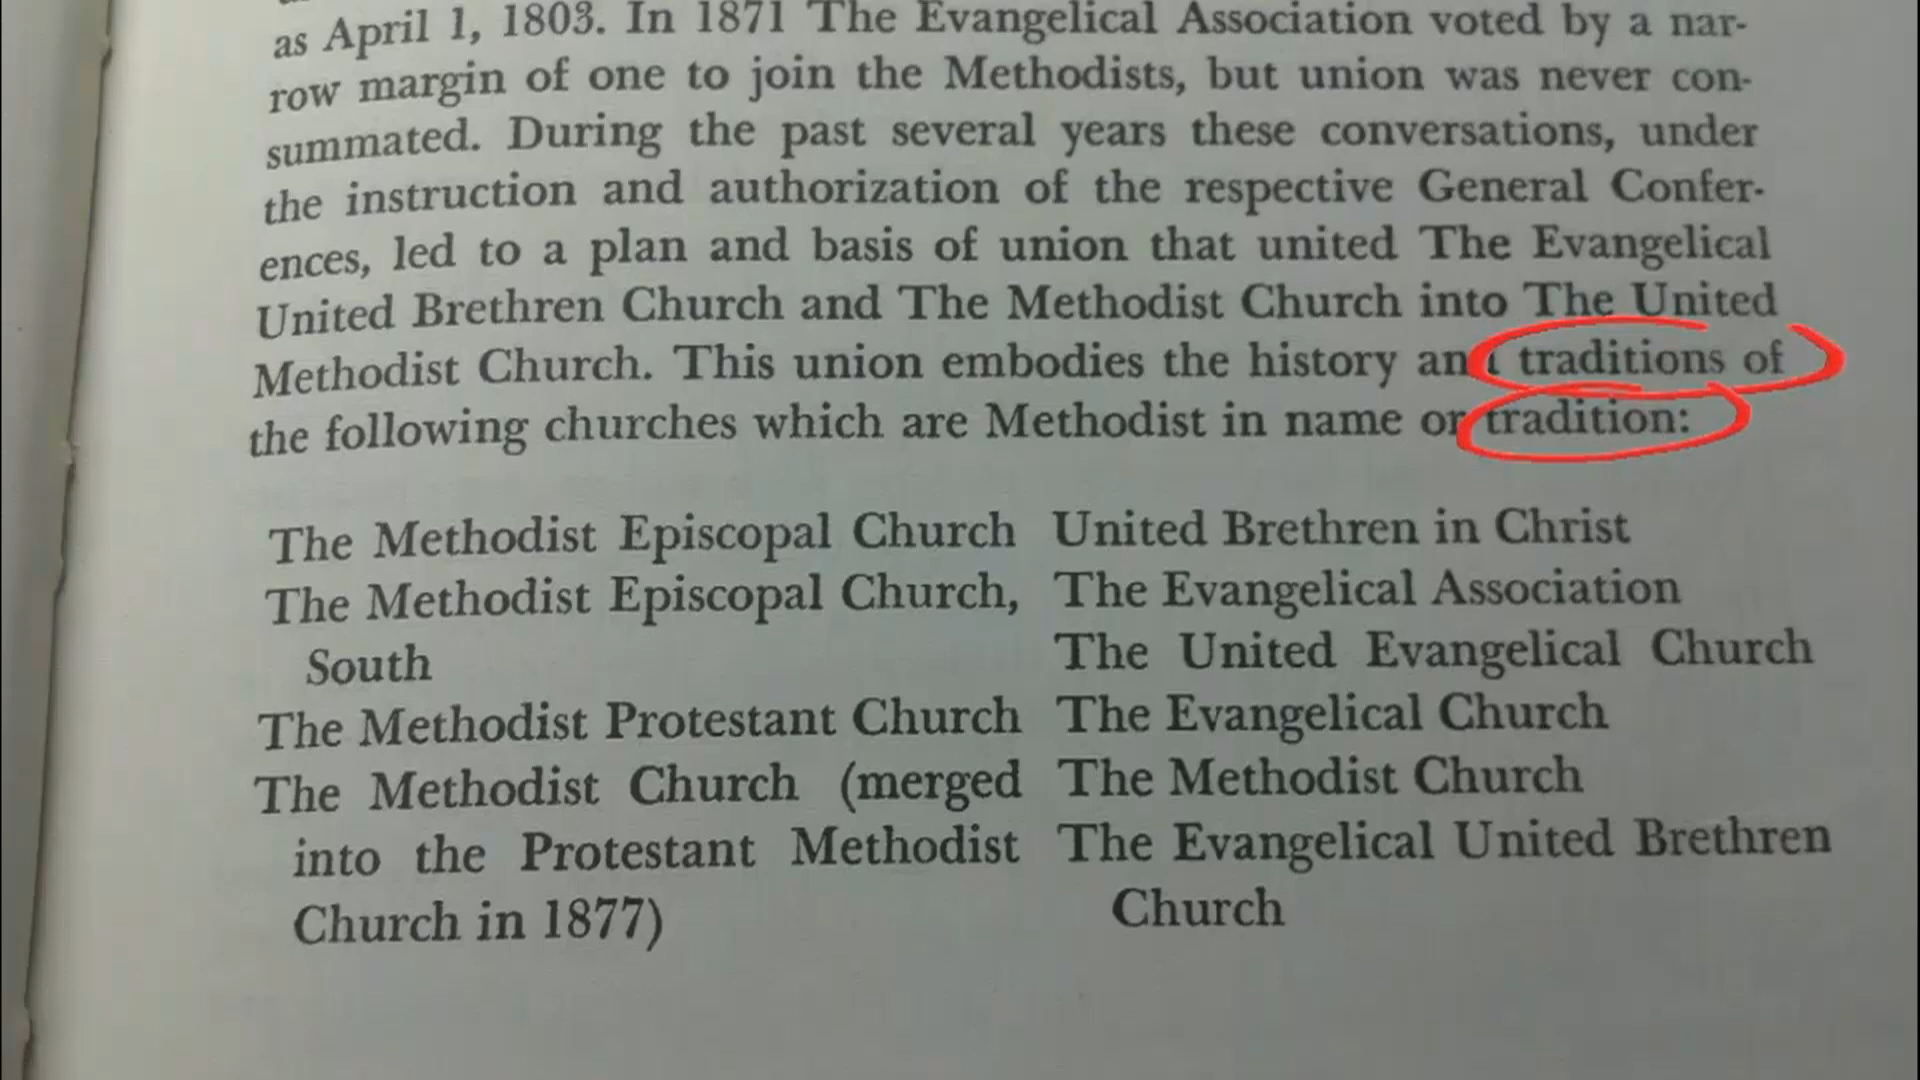 as April 1, 1803. In 1871 The Evangelical Association voted by a nar-
row margin of one to join the Methodists, but union was never con-
summated. During the past several years these conversations, under
the instruction and authorization of the respective General Confer-
ences, led to a plan and basis of union that united The Evangelical
United Brethren Church and The Methodist Church into The United
Methodist Church. This union embodies the history and traditions of
the following churches which are Methodist in name or tradition:
The Methodist Episcopal Church
The Methodist Episcopal Church,
South
The Methodist Protestant Church
The Methodist Church (merged
into the Protestant Methodist
Church in 1877)
United Brethren in Christ
The Evangelical Association
The United Evangelical Church
The Evangelical Church
The Methodist Church
The Evangelical United Brethren
Church